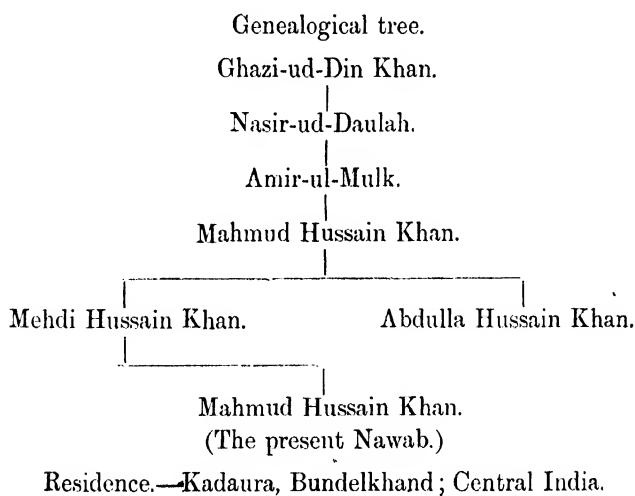 Genealogical tree.
Ghazi-ud-Din Khan.
Nasir-ud-Daulah.
Amir-ul-Mulk.
Mahmud Hussain Khan.
Mehdi Hussain Khan. Abdulla Hussain Khan.
Mahmud Hussain Khan.
(The present Nawab.)
Residence.—Kadaura, Bundelkhand; Central India.